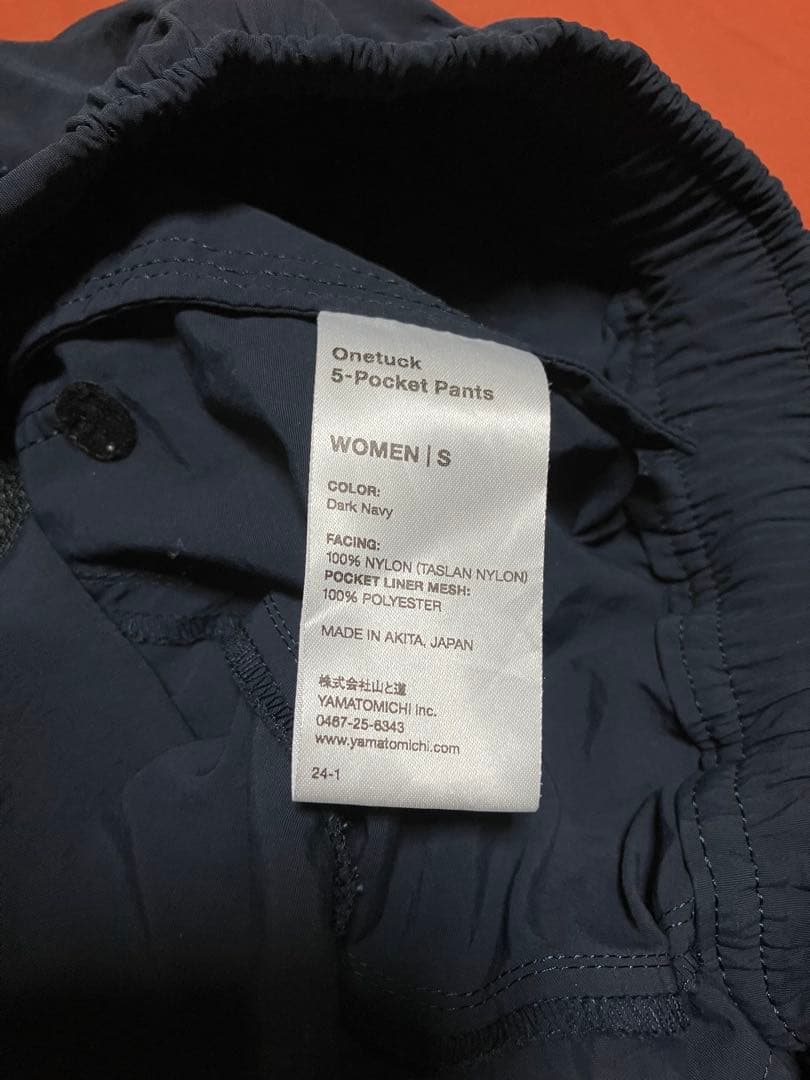 Onetuck
5-Pocket Pants
WOMEN | S
COLOR:
Dark Navy
FACING:
100% NYLON (TASLAN NYLON)
POCKET LINER MESH:
100% POLYESTER
MADE IN AKITA, JAPAN
株式会社山と道
YAMATOMICHI Inc.
0467-25-6343
www.yamatomichi.com
24-1